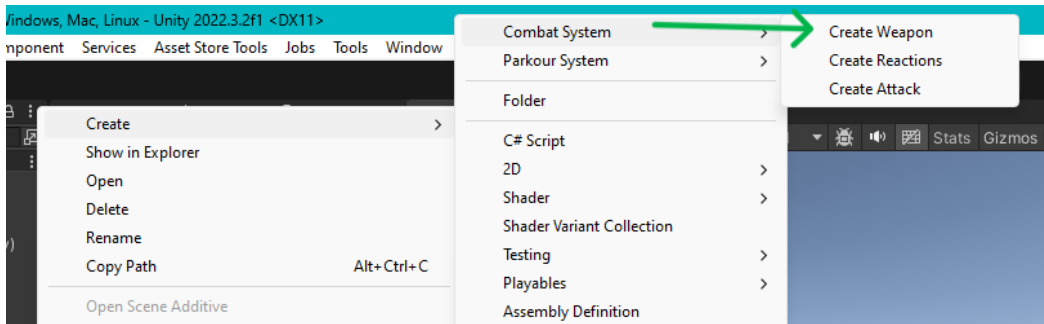 Windows, Mac, Linux - Unity 2022.3.2f1 <DX11>
Services Asset Store Tools Jobs Tools Window
Create
Show in Explorer
Open
Delete
Rename
Copy Path Alt+Ctrl+C
Open Scene Additive
Combat System
Parkour System
Folder
C# Script
2D
Shader
Shader Variant Collection
Testing
Playables
Assembly Definition
Create Weapon
Create Reactions
Create Attack
Stats Gizmos